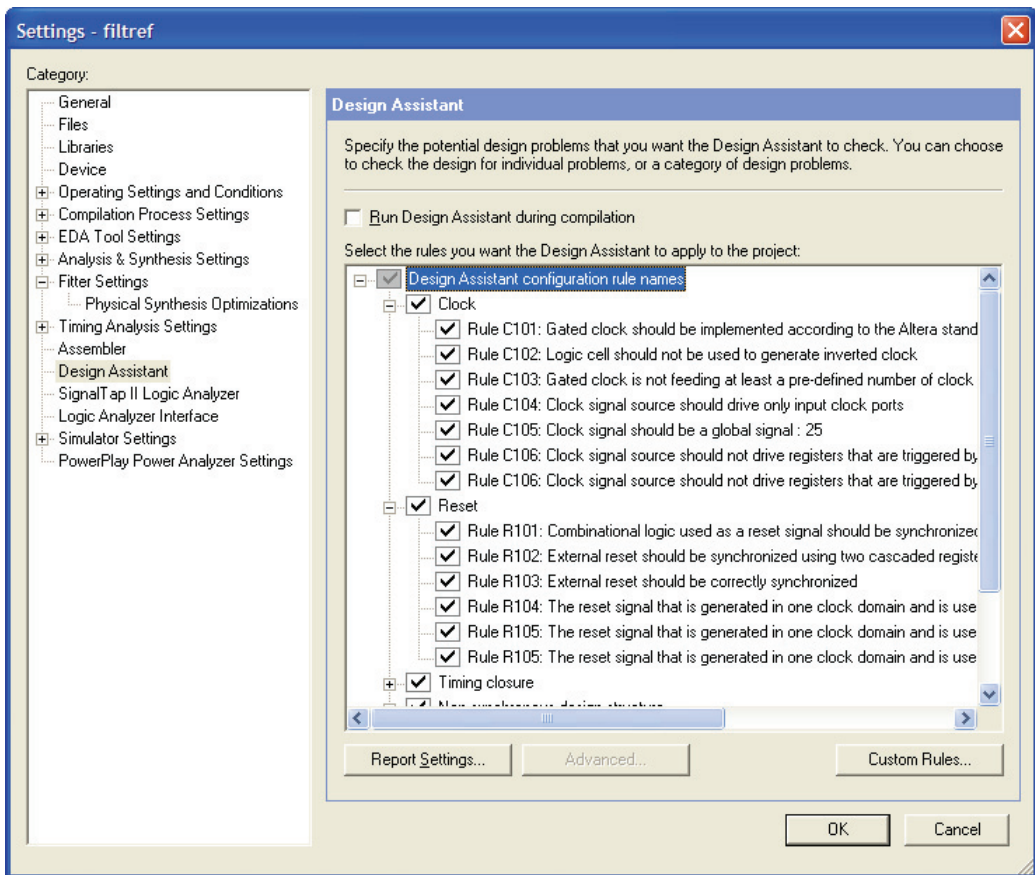 Settings - filtref
Category:
General
Files
Libraries
Device
Operating Settings and Conditions
Compilation Process Settings
EDA Tool Settings
Analysis & Synthesis Settings
Fitter Settings
Physical Synthesis Optimizations
Timing Analysis Settings
Assembler
Design Assistant
SignalTap II Logic Analyzer
Logic Analyzer Interface
Simulator Settings
PowerPlay Power Analyzer Settings
Design Assistant
Specify the potential design problems that you want the Design Assistant to check. You can choose
to check the design for individual problems, or a category of design problems.
Run Design Assistant during compilation
Select the rules you want the Design Assistant to apply to the project:
Design Assistant configuration rule names
Clock
Rule C101: Gated clock should be implemented according to the Altera stand
Rule C102: Logic cell should not be used to generate inverted clock
Rule C103: Gated clock is not feeding at least a pre-defined number of clock
Rule C104: Clock signal source should drive only input clock ports
Rule C105: Clock signal should be a global signal : 25
Rule C106: Clock signal source should not drive registers that are triggered by
Rule C106: Clock signal source should not drive registers that are triggered by
Reset
Rule R101: Combinational logic used as a reset signal should be synchronized
Rule R102: External reset should be synchronized using two cascaded registe
Rule R103: External reset should be correctly synchronized
Rule R104: The reset signal that is generated in one clock domain and is use
Rule R105: The reset signal that is generated in one clock domain and is use
Rule R105: The reset signal that is generated in one clock domain and is use
Timing closure
Non-synchronous design structure
Report Settings...
Advanced...
Custom Rules...
OK
Cancel